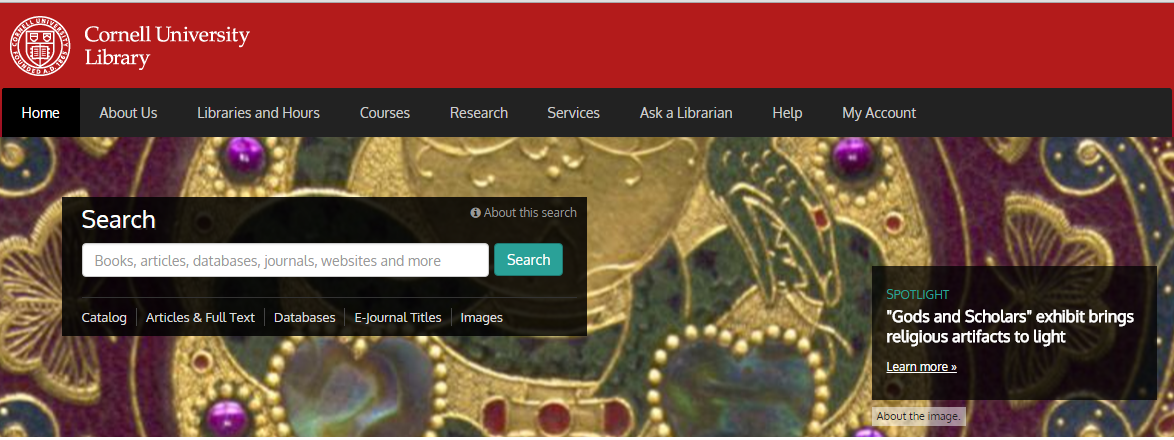 CORNELL UNIVERSITY
FOUNDED A.D. 1865
Cornell University
Library
Home About Us Libraries and Hours Courses Research Services Ask a Librarian Help My Account
Search
About this search
Books, articles, databases, journals, websites and more
Search
Catalog Articles & Full Text Databases E-Journal Titles Images
SPOTLIGHT
"Gods and Scholars" exhibit brings
religious artifacts to light
Learn more »
About the image.